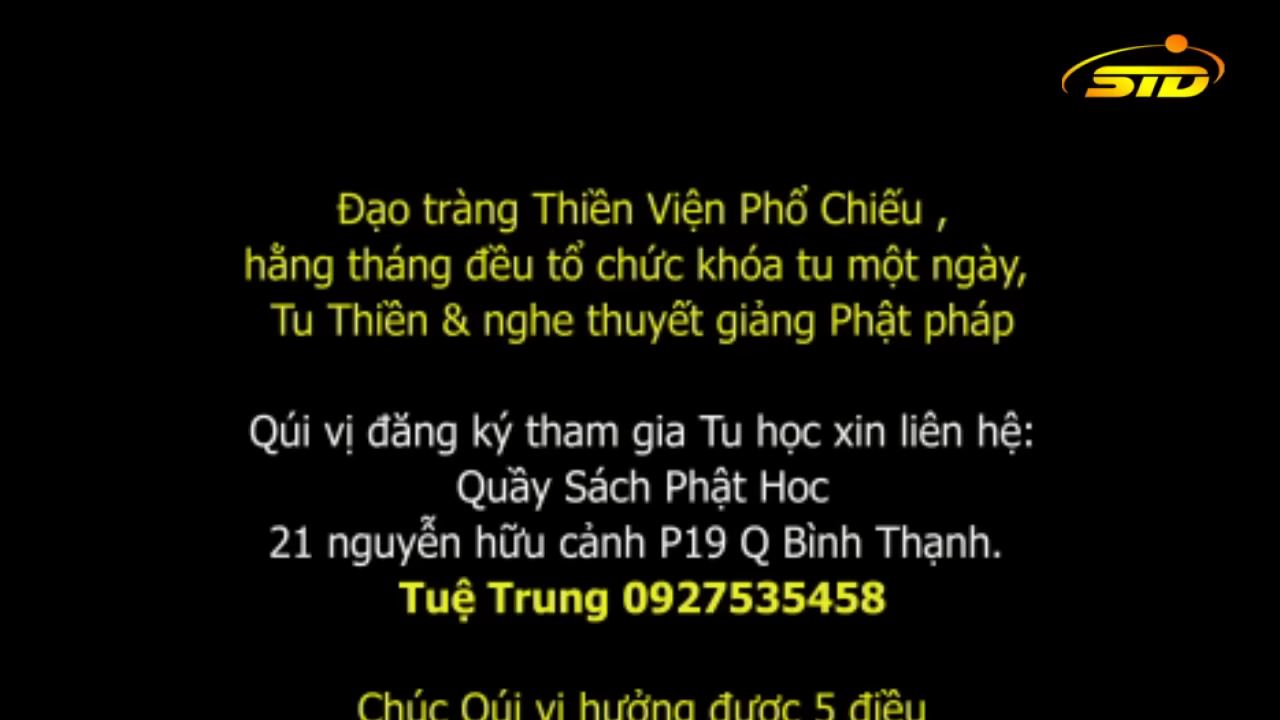 STD
Đạo tràng Thiền Viện Phổ Chiếu ,
hằng tháng đều tổ chức khóa tu một ngày,
Tu Thiền & nghe thuyết giảng Phật pháp
Qúi vị đăng ký tham gia Tu học xin liên hệ:
Quầy Sách Phật Hoc
21 nguyễn hữu cảnh P19 Q Bình Thạnh.
Tuệ Trung 0927535458
Chúc Qúi vị hưởng được 5 điều